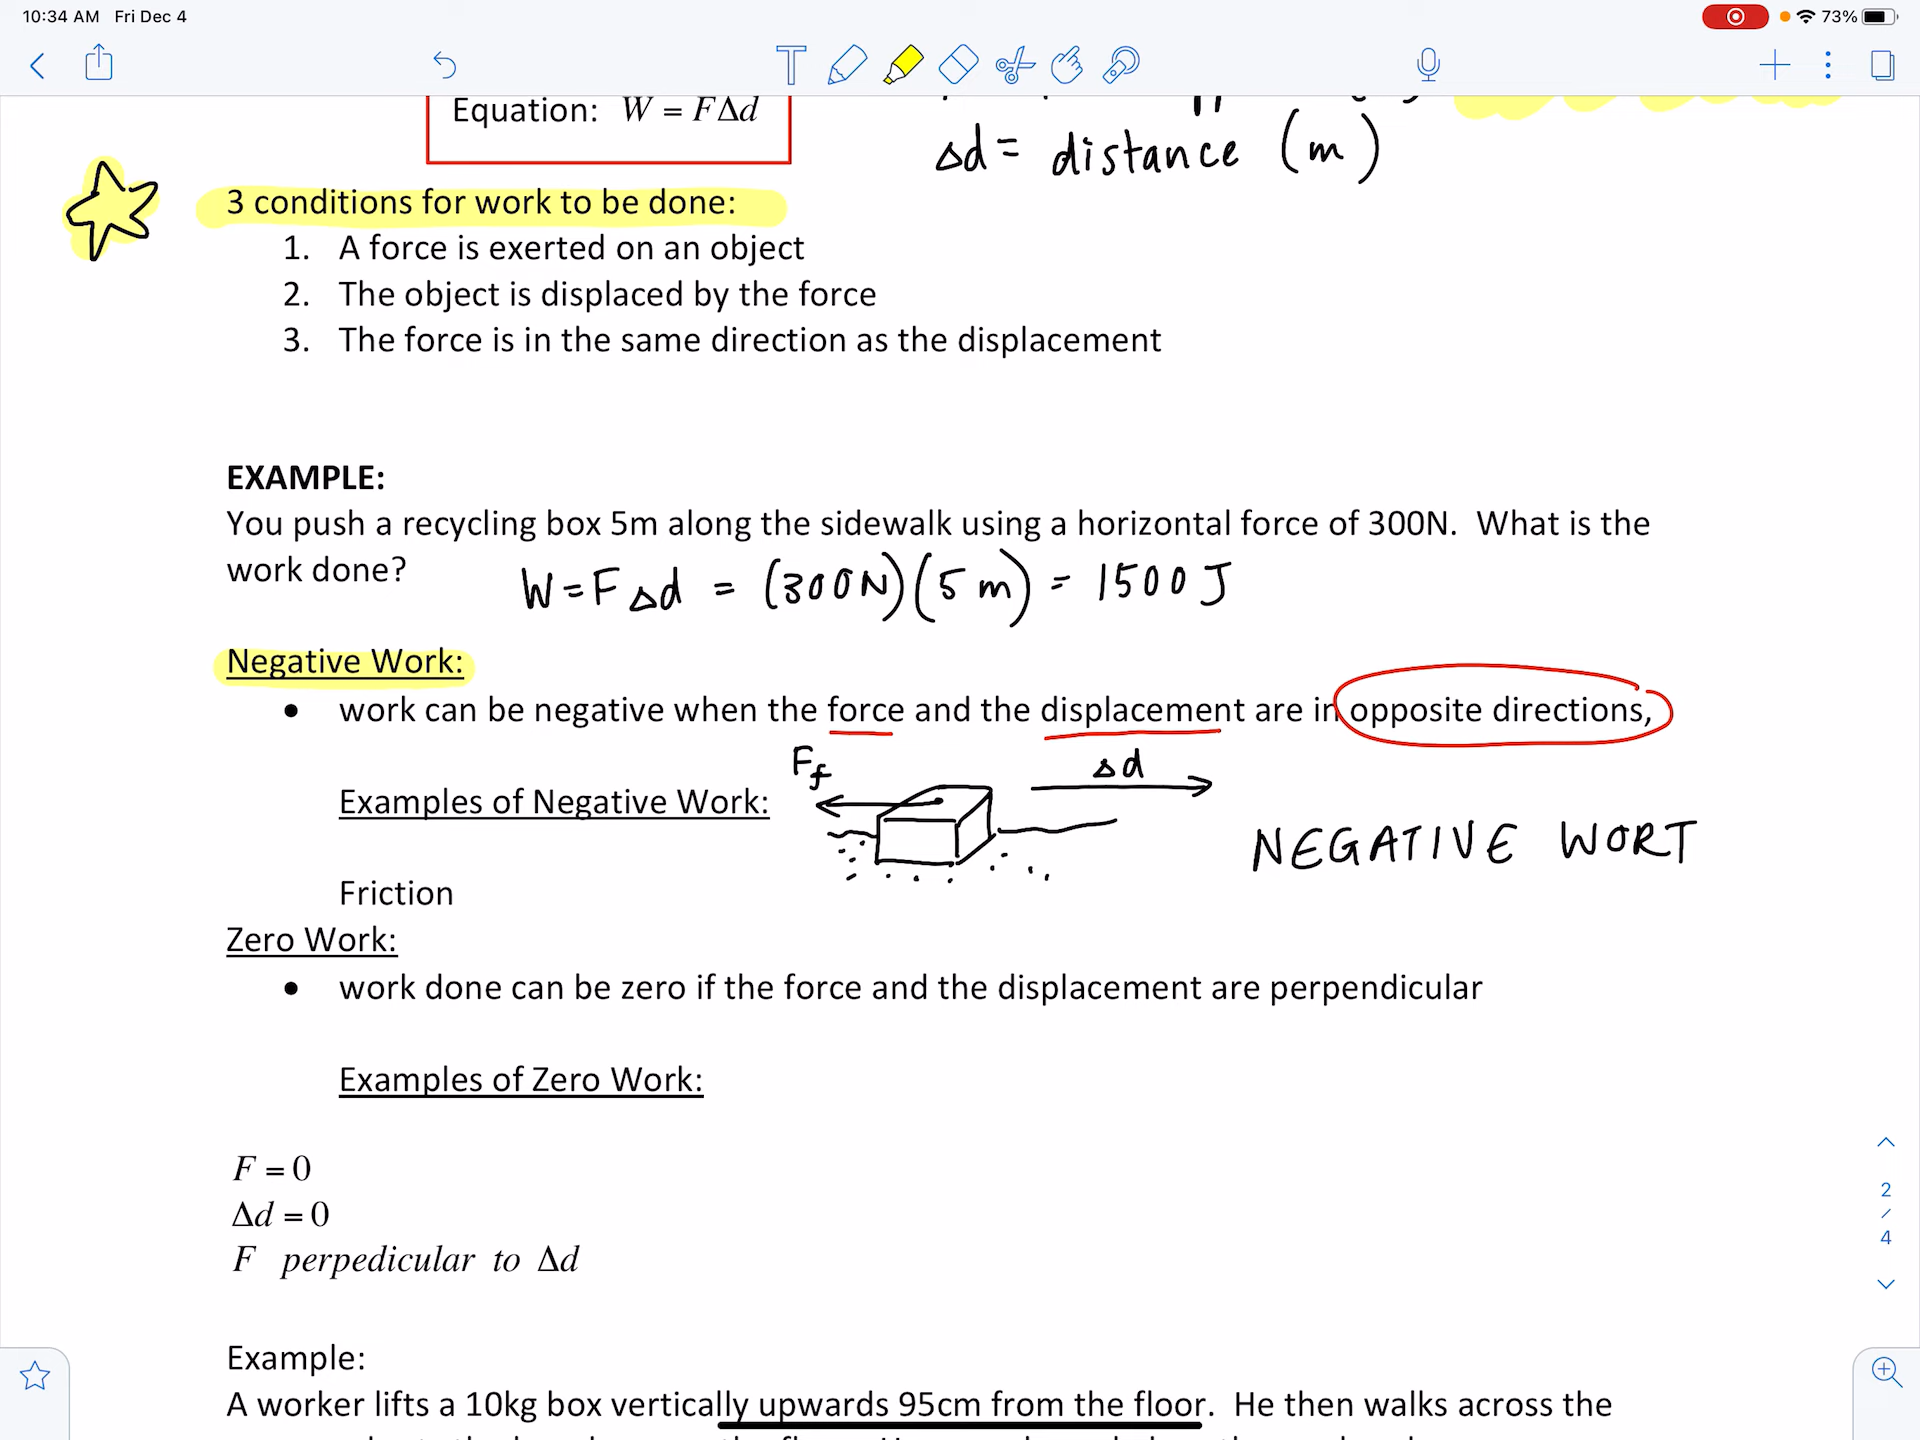 10:34 AM Fri Dec 4
73%
Equation: W = FΔd
Δd = distance (m)
3 conditions for work to be done:
1. A force is exerted on an object
2. The object is displaced by the force
3. The force is in the same direction as the displacement
EXAMPLE:
You push a recycling box 5m along the sidewalk using a horizontal force of 300N. What is the
work done?
W = FΔd = (300N)(5 m) = 1500 J
Negative Work:
• work can be negative when the force and the displacement are in opposite directions,
Ff
Δd
Examples of Negative Work:
NEGATIVE WORT
Friction
Zero Work:
• work done can be zero if the force and the displacement are perpendicular
Examples of Zero Work:
F = 0
Δd = 0
F perpedicular to Δd
2
/
4
Example:
A worker lifts a 10kg box vertically upwards 95cm from the floor. He then walks across the